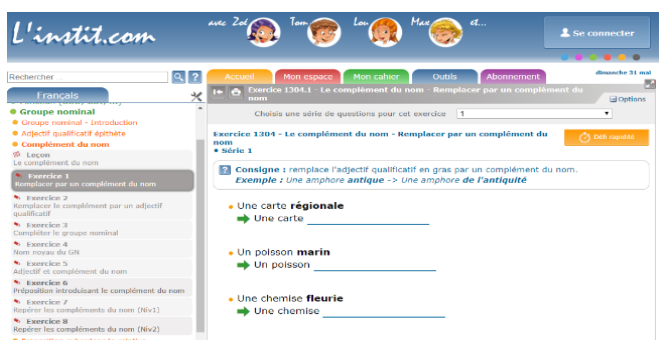 L'instit.com
avec Zoé Tom Lou Max et...
Se connecter
Rechercher ...
?
Accueil Mon espace Mon cahier Outils Abonnement
dimanche 31 mai
Français
Exercice 1304.1 - Le complément du nom - Remplacer par un complément du
nom
Options
Groupe nominal
Groupe nominal - Introduction
Adjectif qualificatif épithète
Complément du nom
Leçon
Le complément du nom
Exercice 1
Remplacer par un complément du nom
Exercice 2
Remplacer le complément par un adjectif
qualificatif
Exercice 3
Compléter le groupe nominal
Exercice 4
Nom noyau du GN
Exercice 5
Adjectif et complément du nom
Exercice 6
Préposition introduisant le complément du nom
Exercice 7
Repérer les compléments du nom (Niv1)
Exercice 8
Repérer les compléments du nom (Niv2)
Choisis une série de questions pour cet exercice 1
Exercice 1304 - Le complément du nom - Remplacer par un complément du
nom
• Série 1
Défi rapidité
? Consigne : remplace l'adjectif qualificatif en gras par un complément du nom.
Exemple : Une amphore antique -> Une amphore de l'antiquité
• Une carte régionale
Une carte
• Un poisson marin
Un poisson
• Une chemise fleurie
Une chemise